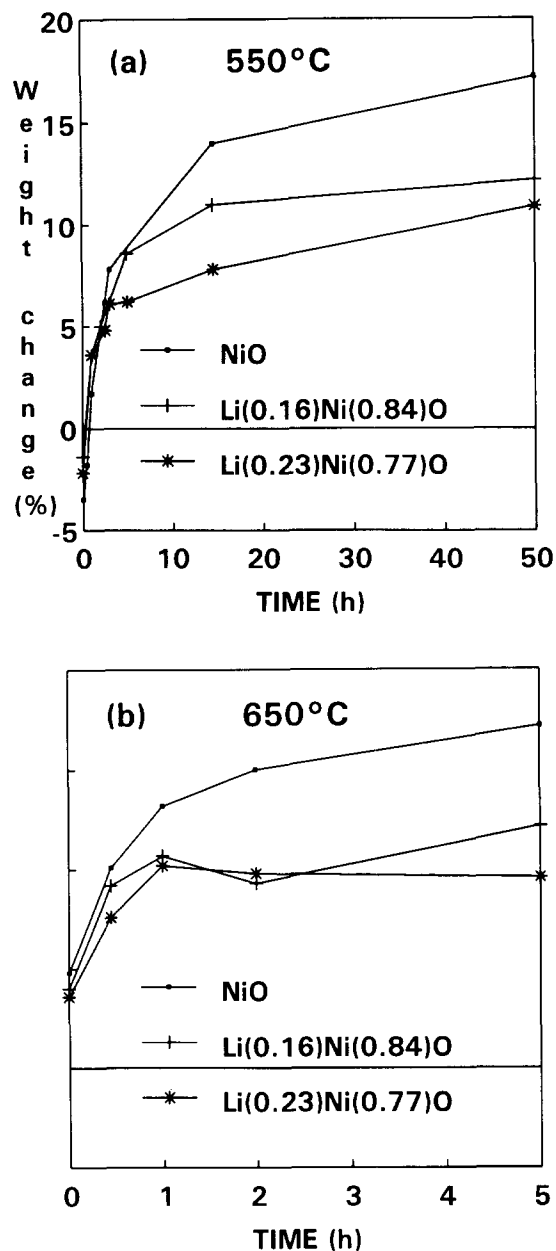 20
(a) 550°C
Weight change (%)
15
10
5
0
-5
NiO
Li(0.16)Ni(0.84)O
Li(0.23)Ni(0.77)O
0 10 20 30 40 50
TIME (h)
(b) 650°C
NiO
Li(0.16)Ni(0.84)O
Li(0.23)Ni(0.77)O
0 1 2 3 4 5
TIME (h)